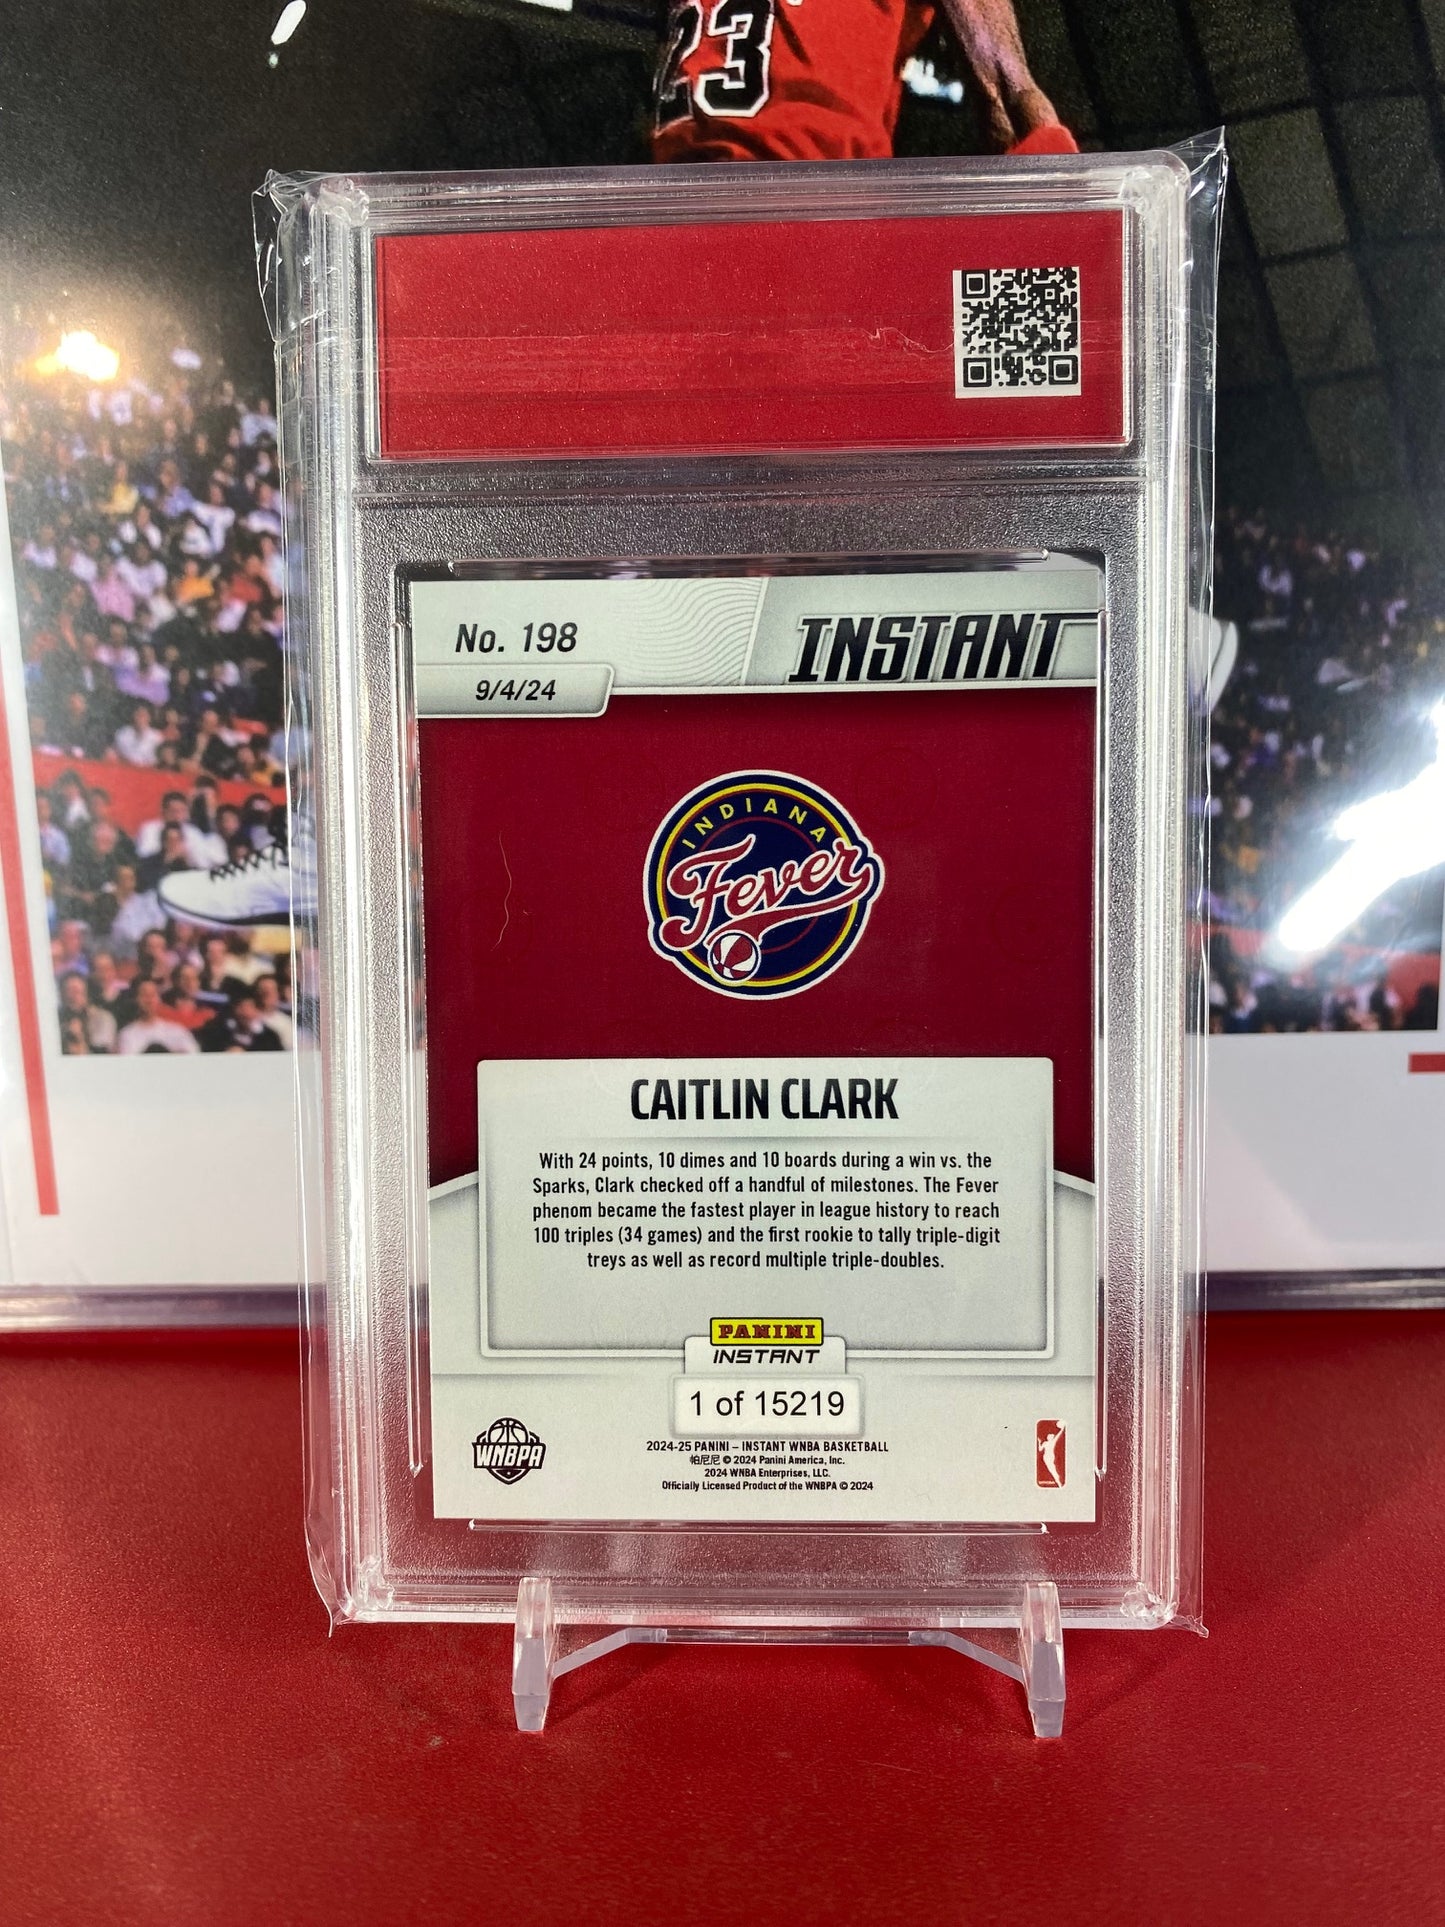 23
No. 198
INSTANT
9/4/24
INDIANA
Fever
CAITLIN CLARK
With 24 points, 10 dimes and 10 boards during a win vs. the
Sparks, Clark checked off a handful of milestones. The Fever
phenom became the fastest player in league history to reach
100 triples (34 games) and the first rookie to tally triple-digit
treys as well as record multiple triple-doubles.
PANINI
INSTANT
1 of 15219
WNBPA
2024-25 PANINI – INSTANT WNBA BASKETBALL
帕尼尼 © 2024 Panini America, Inc.
2024 WNBA Enterprises, LLC.
Officially Licensed Product of the WNBPA © 2024